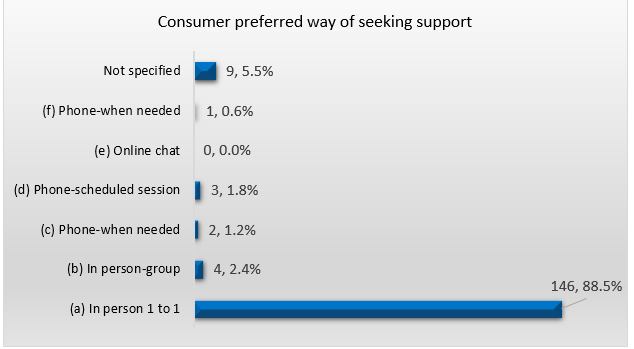 Consumer preferred way of seeking support
Not specified 9, 5.5%
(f) Phone-when needed 1, 0.6%
(e) Online chat 0, 0.0%
(d) Phone-scheduled session 3, 1.8%
(c) Phone-when needed 2, 1.2%
(b) In person-group 4, 2.4%
146, 88.5%
(a) In person 1 to 1